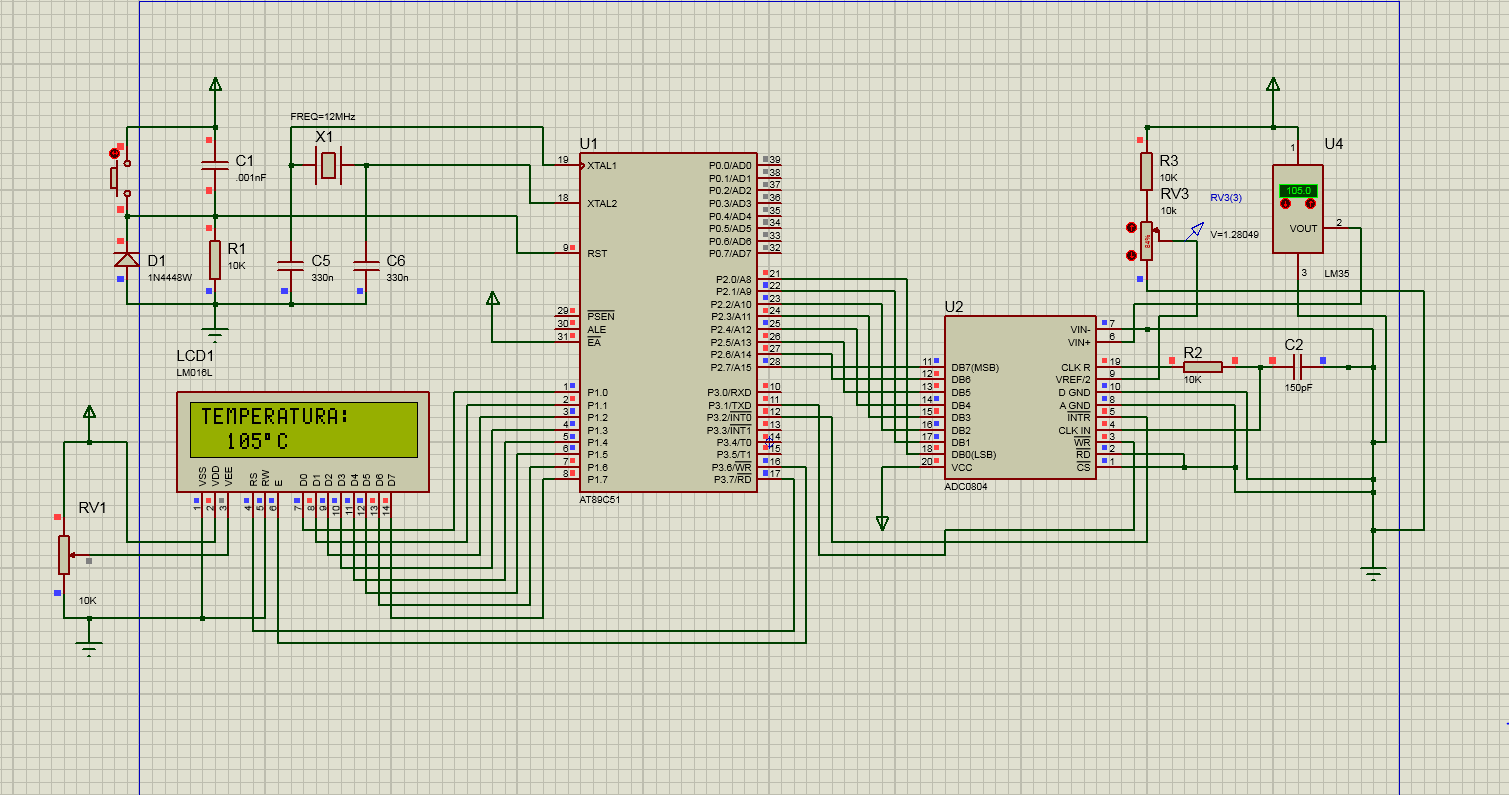 FREQ=12MHz
X1
C1
.001nF
R1
10K
D1
1N4448W
C5
330n
C6
330n
U1
19
XTAL1
18
XTAL2
9
RST
29
PSEN
30
ALE
31
EA
1
P1.0
2
P1.1
3
P1.2
4
P1.3
5
P1.4
6
P1.5
7
P1.6
8
P1.7
P0.0/AD0
39
P0.1/AD1
38
P0.2/AD2
37
P0.3/AD3
36
P0.4/AD4
35
P0.5/AD5
34
P0.6/AD6
33
P0.7/AD7
32
P2.0/A8
21
P2.1/A9
22
P2.2/A10
23
P2.3/A11
24
P2.4/A12
25
P2.5/A13
26
P2.6/A14
27
P2.7/A15
28
P3.0/RXD
10
P3.1/TXD
11
P3.2/INT0
12
P3.3/INT1
13
P3.4/T0
14
P3.5/T1
15
P3.6/WR
16
P3.7/RD
17
AT89C51
LCD1
LM016L
TEMPERATURA:
105°C
VSS
VDD
VEE
RS
RW
E
D0
D1
D2
D3
D4
D5
D6
D7
1
2
3
4
5
6
7
8
9
10
11
12
13
14
RV1
10K
U2
11
DB7(MSB)
12
DB6
13
DB5
14
DB4
15
DB3
16
DB2
17
DB1
18
DB0(LSB)
20
VCC
VIN-
7
VIN+
6
CLK R
19
VREF/2
9
D GND
10
A GND
8
INTR
5
CLK IN
4
WR
3
RD
2
CS
1
ADC0804
R3
10K
RV3
10k
84%
RV3(3)
V=1.28049
U4
1
105.0
2
VOUT
3
LM35
R2
10K
C2
150pF